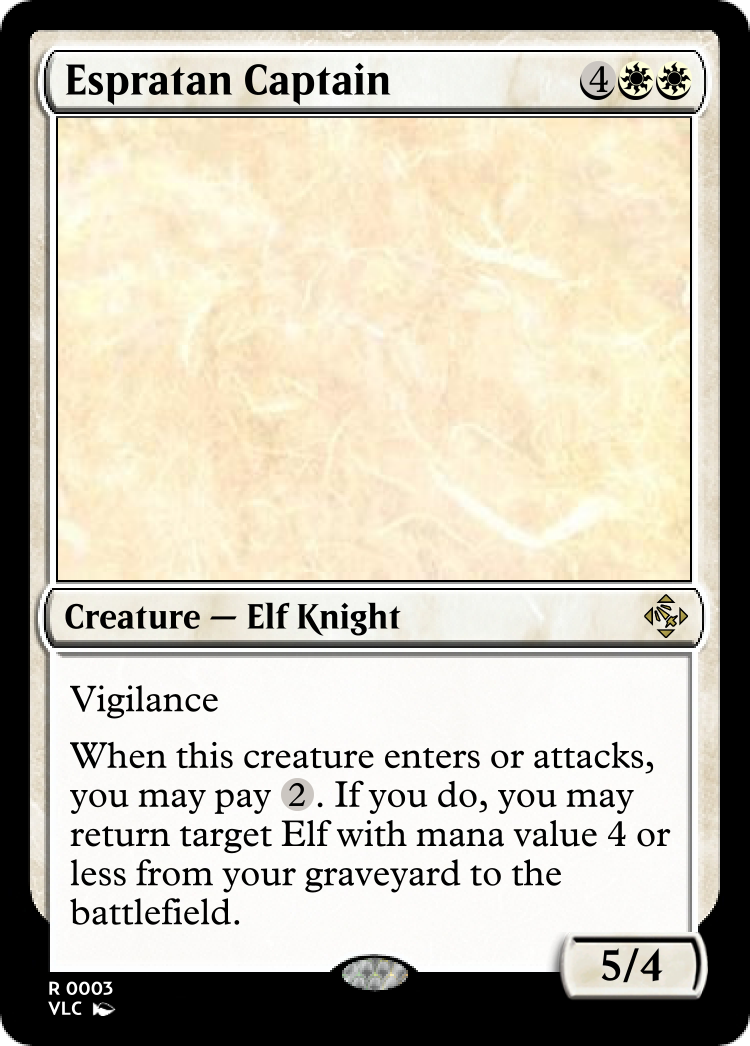 Espratan Captain 4
Creature — Elf Knight
Vigilance
When this creature enters or attacks,
you may pay 2. If you do, you may
return target Elf with mana value 4 or
less from your graveyard to the
battlefield.
5/4
R 0003
VLC